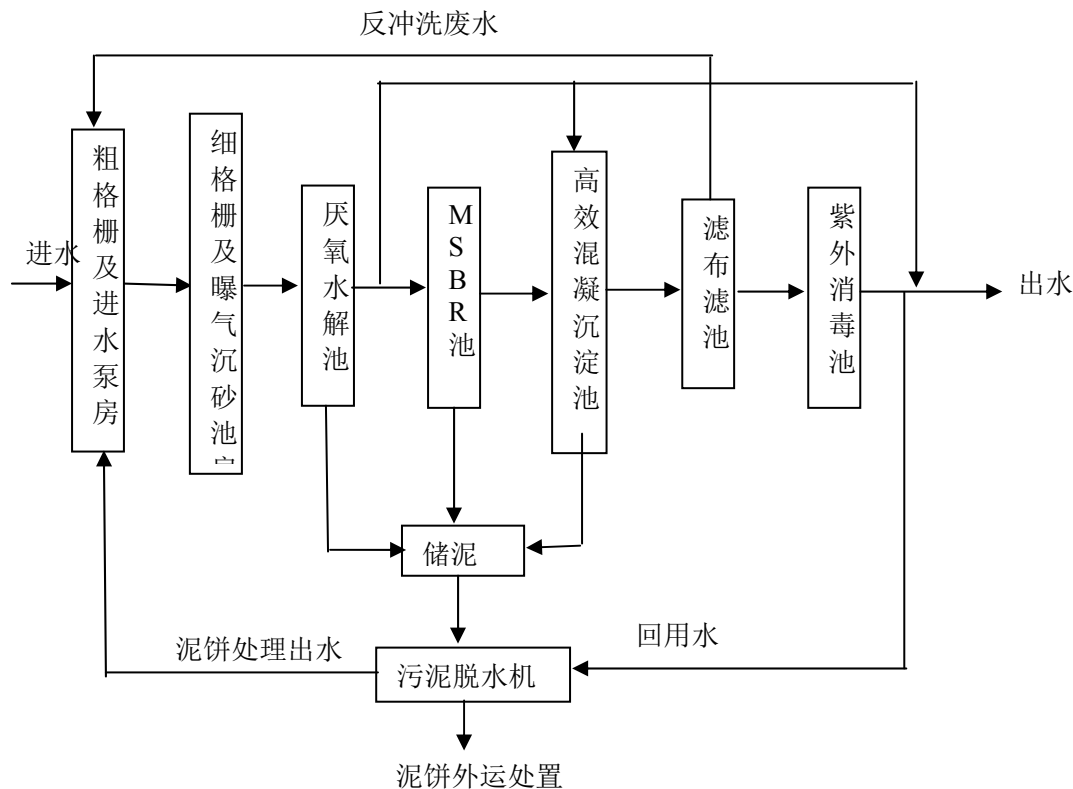 反冲洗废水
进水
粗格栅及进水泵房
细格栅及曝气沉砂池
厌氧水解池
MSBR池
高效混凝沉淀池
滤布滤池
紫外消毒池
出水
储泥
回用水
泥饼处理出水
污泥脱水机
泥饼外运处置